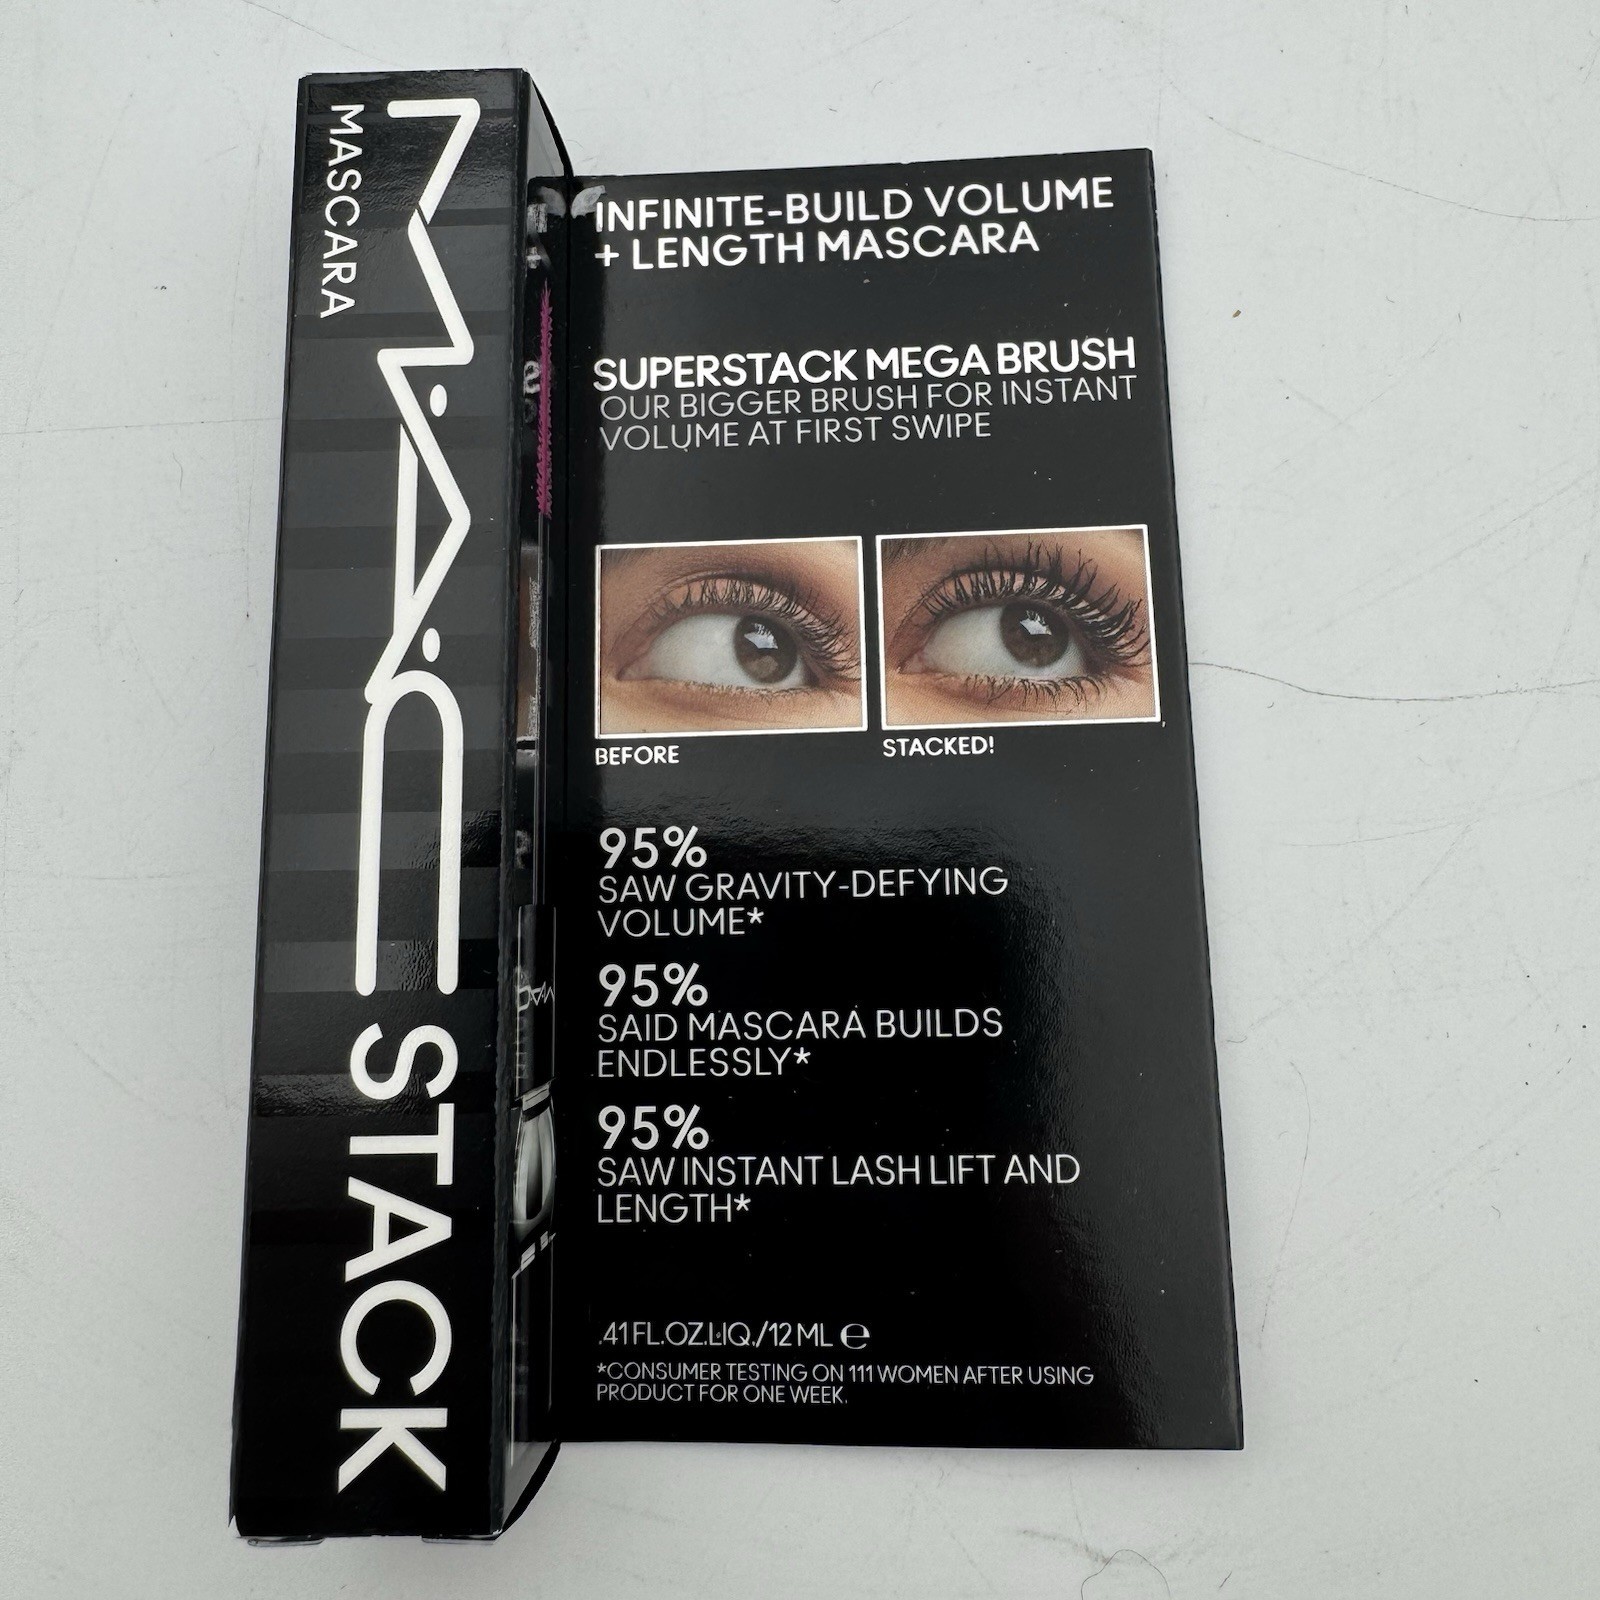 MASCARA
M·A·C STACK
INFINITE-BUILD VOLUME
+ LENGTH MASCARA
SUPERSTACK MEGA BRUSH
OUR BIGGER BRUSH FOR INSTANT
VOLUME AT FIRST SWIPE
BEFORE
STACKED!
95%
SAW GRAVITY-DEFYING
VOLUME*
95%
SAID MASCARA BUILDS
ENDLESSLY*
95%
SAW INSTANT LASH LIFT AND
LENGTH*
.41 FL.OZ.LIQ./12 ML ℮
*CONSUMER TESTING ON 111 WOMEN AFTER USING
PRODUCT FOR ONE WEEK.